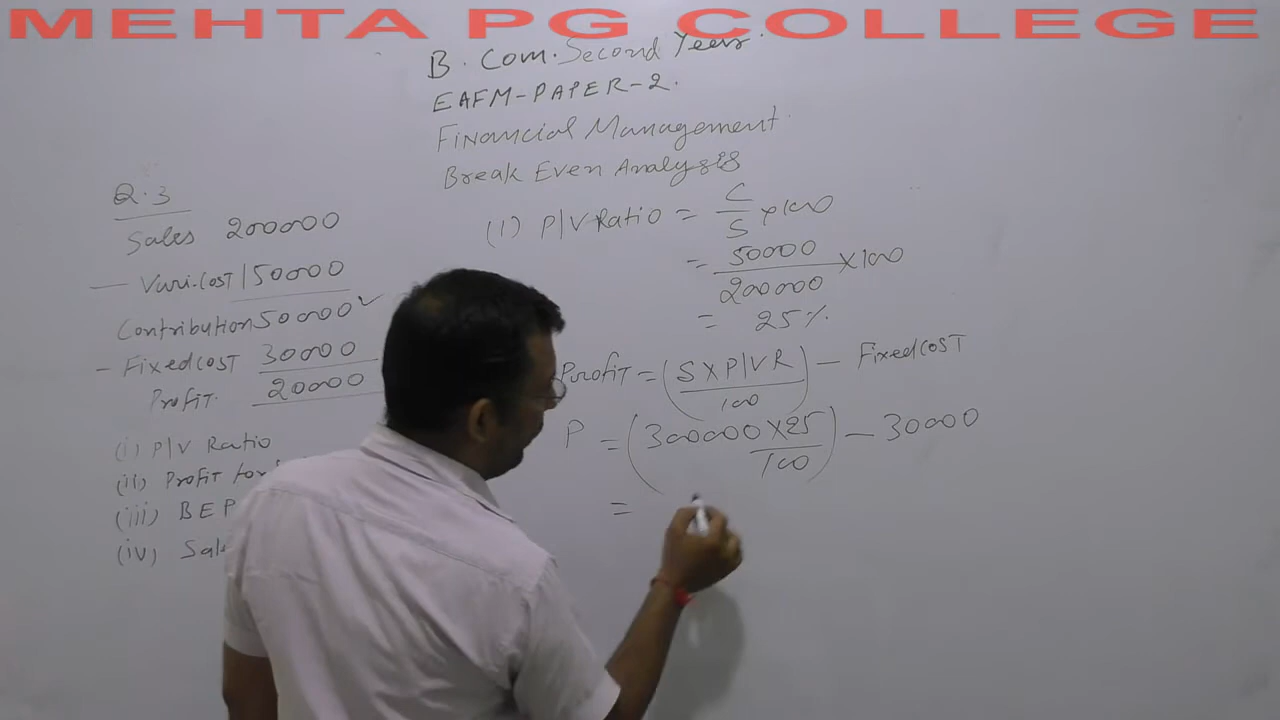 MEHTA PG COLLEGE
B. Com. Second Year
EAFM-PAPER-2.
Financial Management
Break Even Analysis
Q.3
Sales 200000
— Vari.cost 150000
Contribution 50000 ✓
— Fixed cost 30000
Profit. 20000
(i) P/V Ratio
(ii) Profit for
(iii) BEP
(iv) Sal
(1) P/V Ratio = C/S × 100
= 50000/200000 × 100
= 25%
Profit = (S × P/V R/100) — Fixed cost
P = (300000 × 25/100) — 30000
=